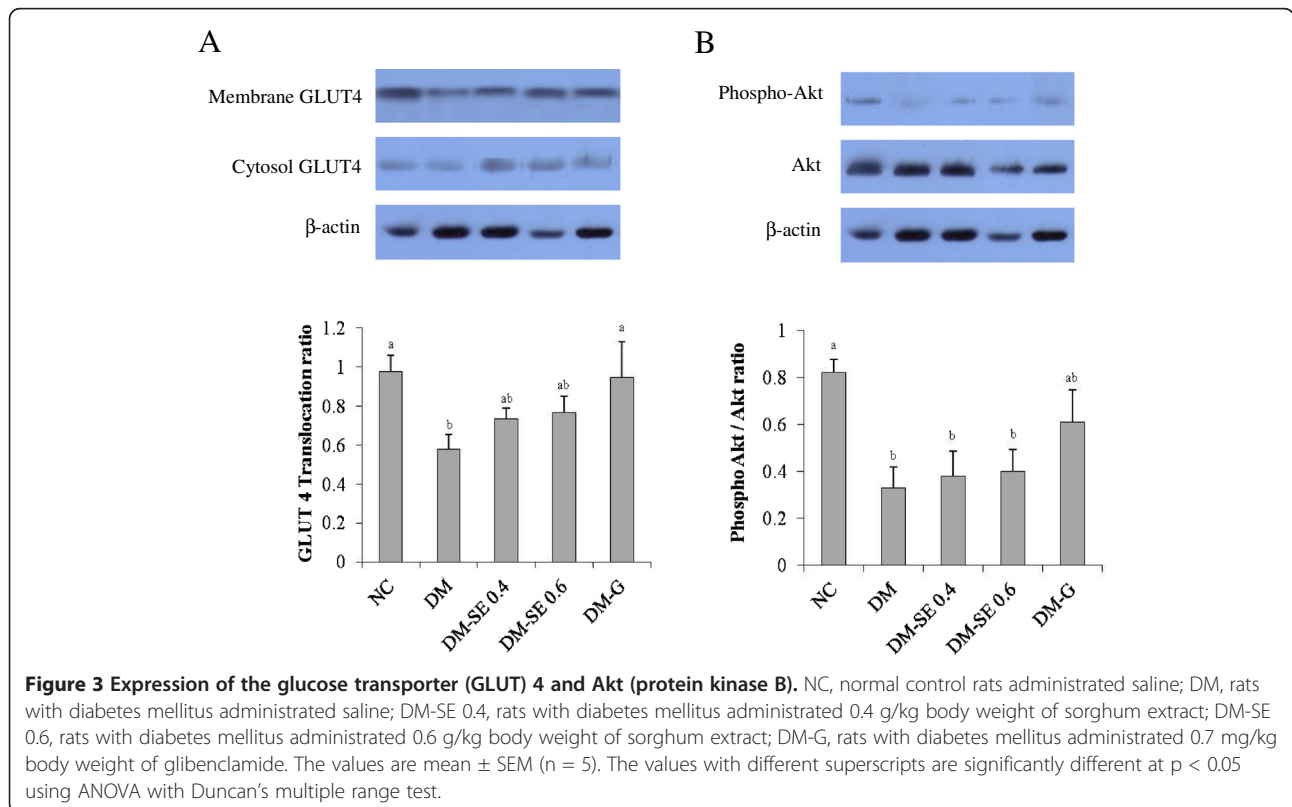 A
B
Membrane GLUT4
Cytosol GLUT4
β-actin
Phospho-Akt
Akt
β-actin
GLUT 4 Translocation ratio
1.2
1
0.8
0.6
0.4
0.2
0
a
b
ab
ab
a
NC
DM
DM-SE 0.4
DM-SE 0.6
DM-G
Phospho Akt / Akt ratio
1
0.8
0.6
0.4
0.2
0
a
b
b
b
ab
NC
DM
DM-SE 0.4
DM-SE 0.6
DM-G
Figure 3 Expression of the glucose transporter (GLUT) 4 and Akt (protein kinase B). NC, normal control rats administrated saline; DM, rats
with diabetes mellitus administrated saline; DM-SE 0.4, rats with diabetes mellitus administrated 0.4 g/kg body weight of sorghum extract; DM-SE
0.6, rats with diabetes mellitus administrated 0.6 g/kg body weight of sorghum extract; DM-G, rats with diabetes mellitus administrated 0.7 mg/kg
body weight of glibenclamide. The values are mean ± SEM (n = 5). The values with different superscripts are significantly different at p < 0.05
using ANOVA with Duncan's multiple range test.